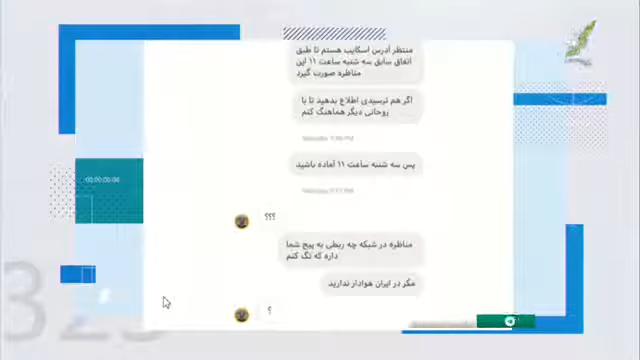 منتظر آدرس اسکایپ هستم تا طبق
اتفاق سابق سه شنبه ساعت ۱۱ این
مناظره صورت گیرد
اگر هم ترسیدی اطلاع بدهید تا با
روحانی دیگر هماهنگ کنم
پس سه شنبه ساعت ۱۱ آماده باشید
؟؟؟
مناظره در شبکه چه ربطی به پیج شما
داره که تگ کنم
مگر در ایران هوادار ندارید
؟